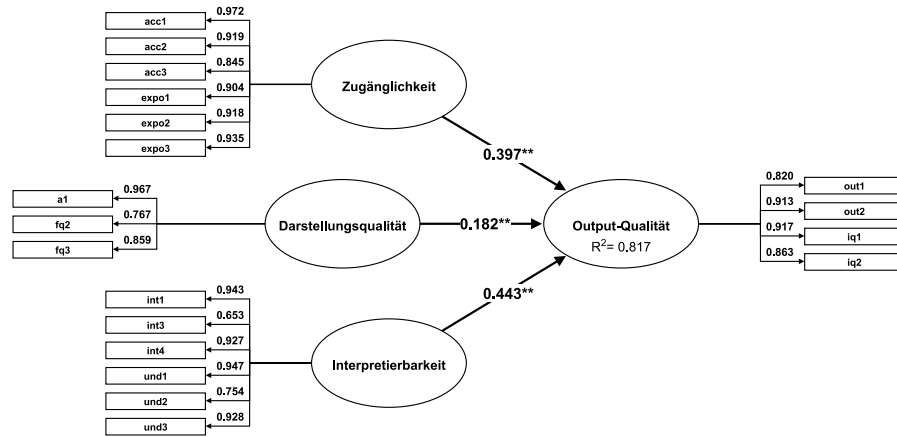 acc1 0.972
acc2 0.919
acc3 0.845
expo1 0.904
expo2 0.918
expo3 0.935
Zugänglichkeit
0.397**
a1 0.967
fq2 0.767
fq3 0.859
Darstellungsqualität
0.182**
Output-Qualität
R²= 0.817
0.820 out1
0.913 out2
0.917 iq1
0.863 iq2
0.443**
int1 0.943
int3 0.653
int4 0.927
und1 0.947
und2 0.754
und3 0.928
Interpretierbarkeit